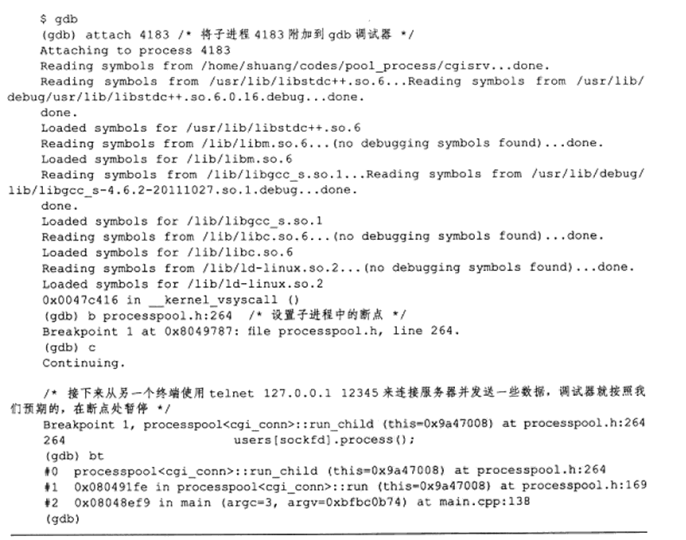 $ gdb
(gdb) attach 4183 /* 将子进程 4183 附加到 gdb 调试器 */
Attaching to process 4183
Reading symbols from /home/shuang/codes/pool_process/cgisrv...done.
Reading symbols from /usr/lib/libstdc++.so.6...Reading symbols from /usr/lib/
debug/usr/lib/libstdc++.so.6.0.16.debug...done.
done.
Loaded symbols for /usr/lib/libstdc++.so.6
Reading symbols from /lib/libm.so.6...(no debugging symbols found)...done.
Loaded symbols for /lib/libm.so.6
Reading symbols from /lib/libgcc_s.so.1...Reading symbols from /usr/lib/debug/
lib/libgcc_s-4.6.2-20111027.so.1.debug...done.
done.
Loaded symbols for /lib/libgcc_s.so.1
Reading symbols from /lib/libc.so.6...(no debugging symbols found)...done.
Loaded symbols for /lib/libc.so.6
Reading symbols from /lib/ld-linux.so.2...(no debugging symbols found)...done.
Loaded symbols for /lib/ld-linux.so.2
0x0047c416 in __kernel_vsyscall ()
(gdb) b processpool.h:264 /* 设置子进程中的断点 */
Breakpoint 1 at 0x8049787: file processpool.h, line 264.
(gdb) c
Continuing.
/* 接下来从另一个终端使用 telnet 127.0.0.1 12345 来连接服务器并发送一些数据，调试器就按照我
们预期的，在断点处暂停 */
Breakpoint 1, processpool<cgi_conn>::run_child (this=0x9a47008) at processpool.h:264
264 users[sockfd].process();
(gdb) bt
#0 processpool<cgi_conn>::run_child (this=0x9a47008) at processpool.h:264
#1 0x080491fe in processpool<cgi_conn>::run (this=0x9a47008) at processpool.h:169
#2 0x08048ef9 in main (argc=3, argv=0xbfbc0b74) at main.cpp:138
(gdb)